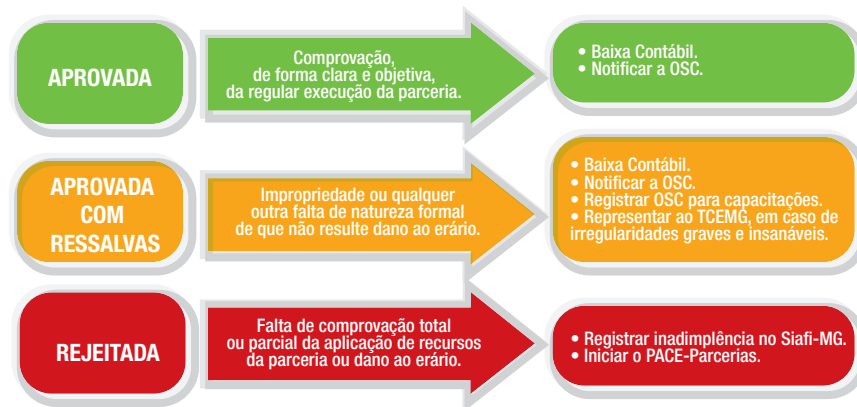 APROVADA
Comprovação,
de forma clara e objetiva,
da regular execução da parceria.
• Baixa Contábil.
• Notificar a OSC.
APROVADA
COM
RESSALVAS
Impropriedade ou qualquer
outra falta de natureza formal
de que não resulte dano ao erário.
• Baixa Contábil.
• Notificar a OSC.
• Registrar OSC para capacitações.
• Representar ao TCEMG, em caso de
irregularidades graves e insanáveis.
REJEITADA
Falta de comprovação total
ou parcial da aplicação de recursos
da parceria ou dano ao erário.
• Registrar inadimplência no Siafi-MG.
• Iniciar o PACE-Parcerias.